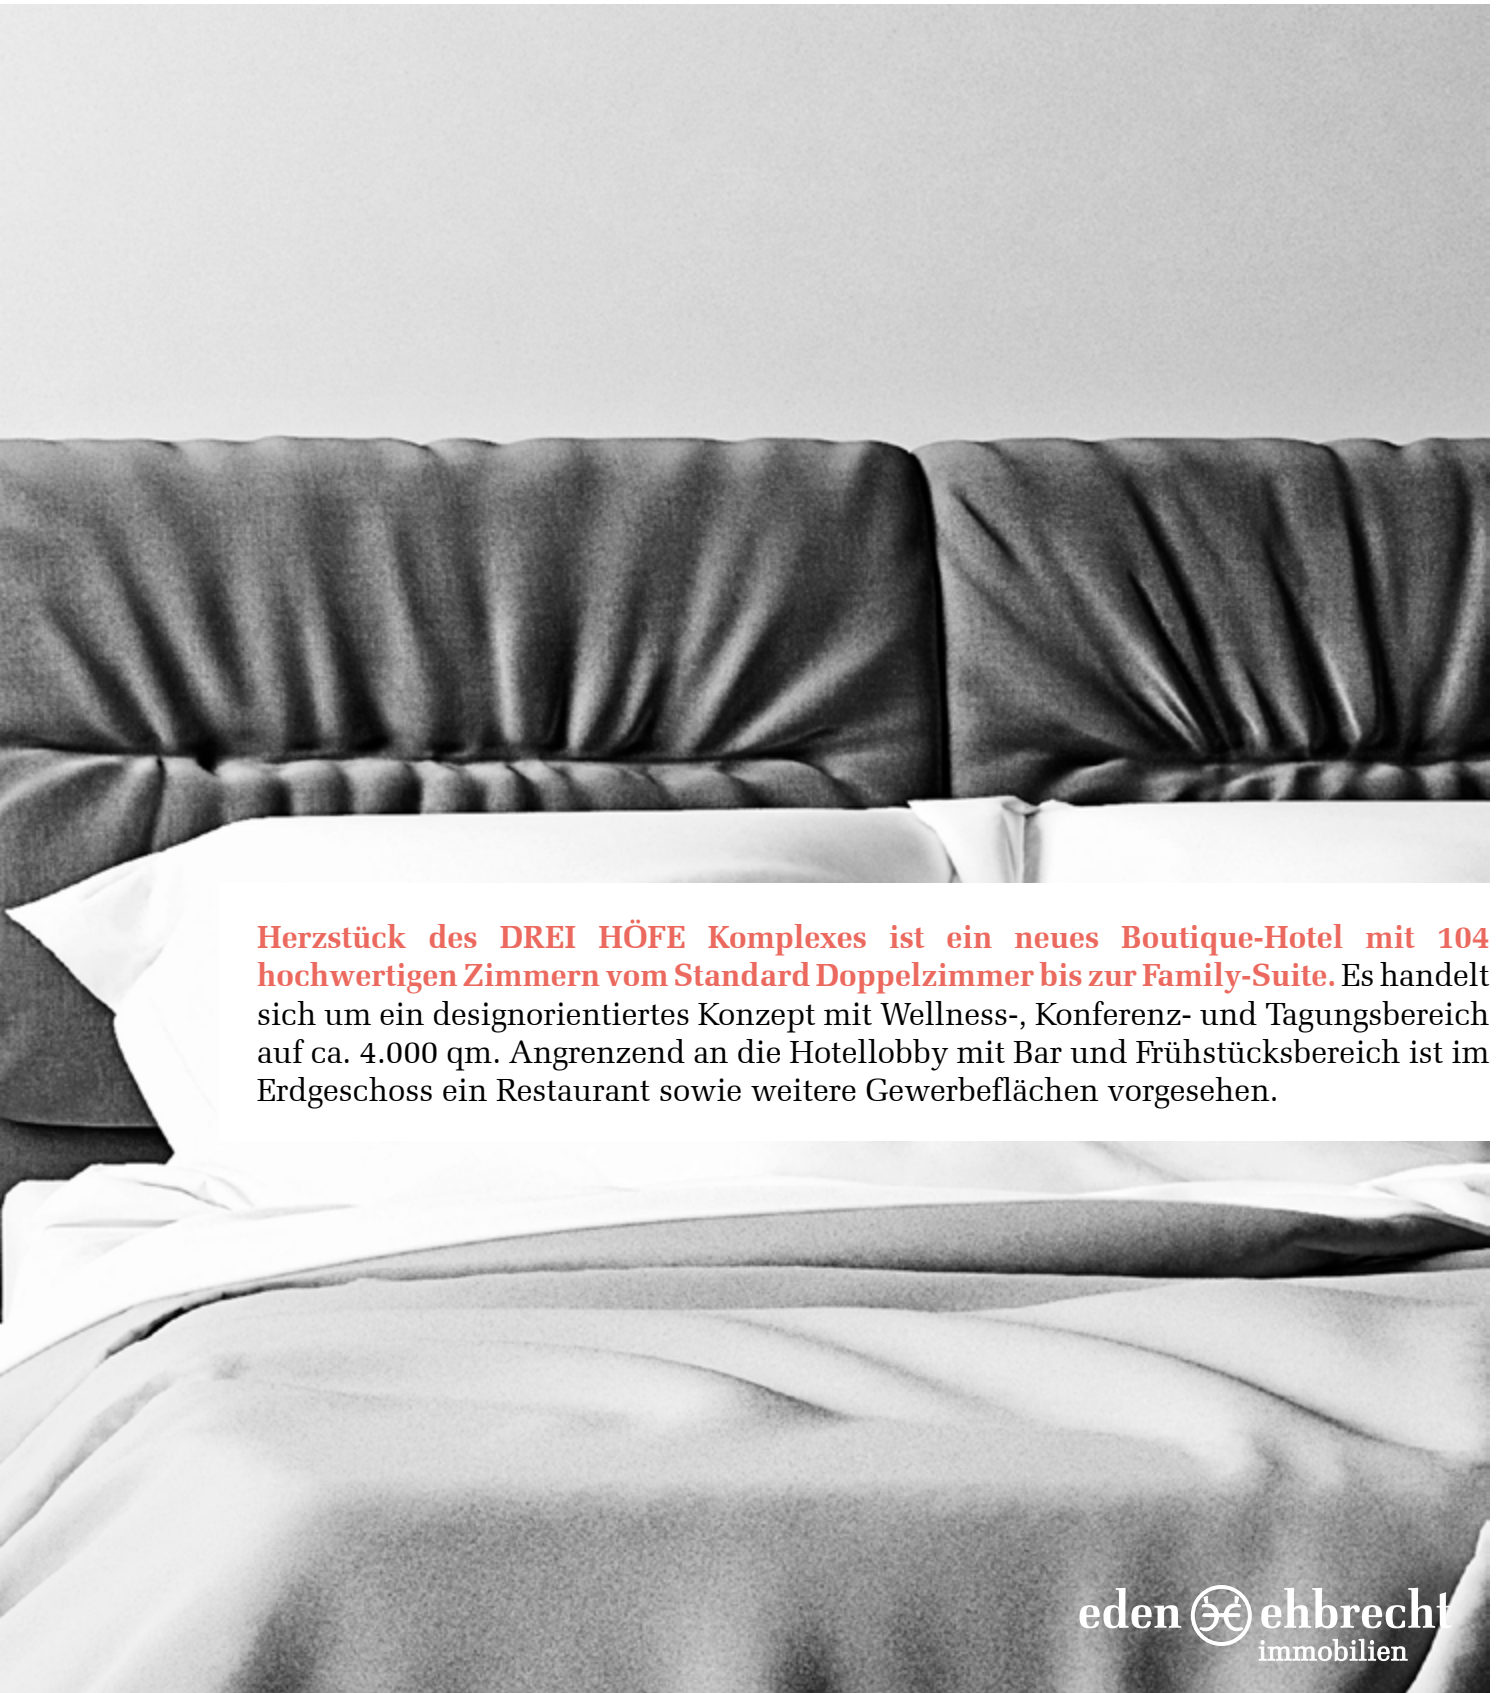 Herzstück des DREI HÖFE Komplexes ist ein neues Boutique-Hotel mit 104
hochwertigen Zimmern vom Standard Doppelzimmer bis zur Family-Suite. Es handelt
sich um ein designorientiertes Konzept mit Wellness-, Konferenz- und Tagungsbereich
auf ca. 4.000 qm. Angrenzend an die Hotellobby mit Bar und Frühstücksbereich ist im
Erdgeschoss ein Restaurant sowie weitere Gewerbeflächen vorgesehen.
eden ehbrecht
immobilien